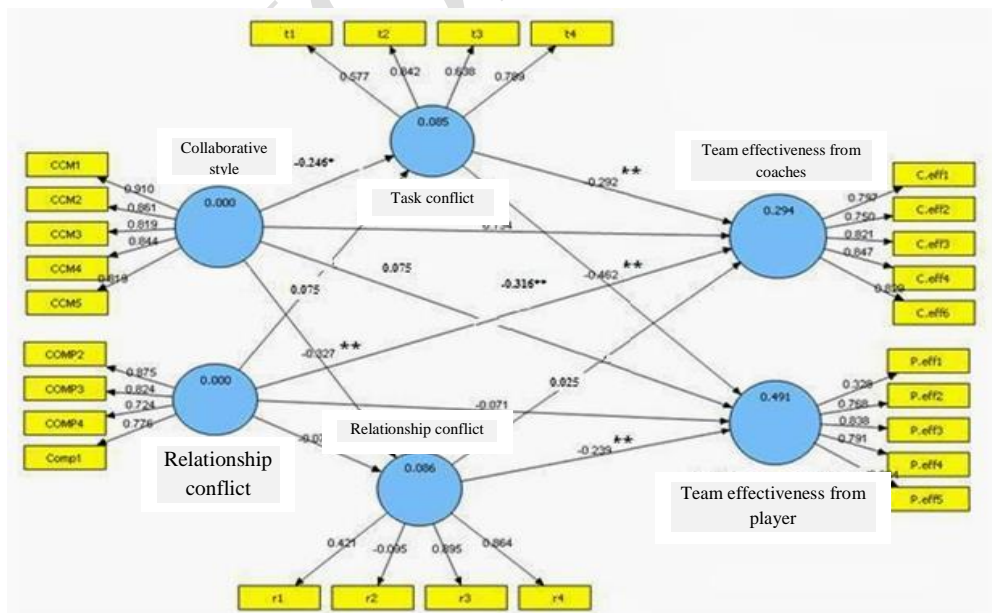 t1
t2
t3
t4
0.577
0.842
0.638
0.789
0.085
Collaborative
style
Task conflict
Team effectiveness from
coaches
CCM1
CCM2
CCM3
CCM4
CCM5
0.910
0.861
0.819
0.844
0.819
0.000
-0.246*
-0.292 **
0.294
C.eff1
C.eff2
C.eff3
C.eff4
C.eff6
0.797
0.750
0.821
0.847
0.075
0.075
-0.316**
-0.462 **
-0.327 **
0.025
COMP2
COMP3
COMP4
Comp1
0.875
0.824
0.724
0.776
0.000
Relationship
conflict
-0.071
Relationship conflict
-0.239 **
0.086
0.491
P.eff1
P.eff2
P.eff3
P.eff4
P.eff5
0.328
0.768
0.838
0.791
Team effectiveness from
player
0.421
-0.095
0.895
0.864
r1
r2
r3
r4